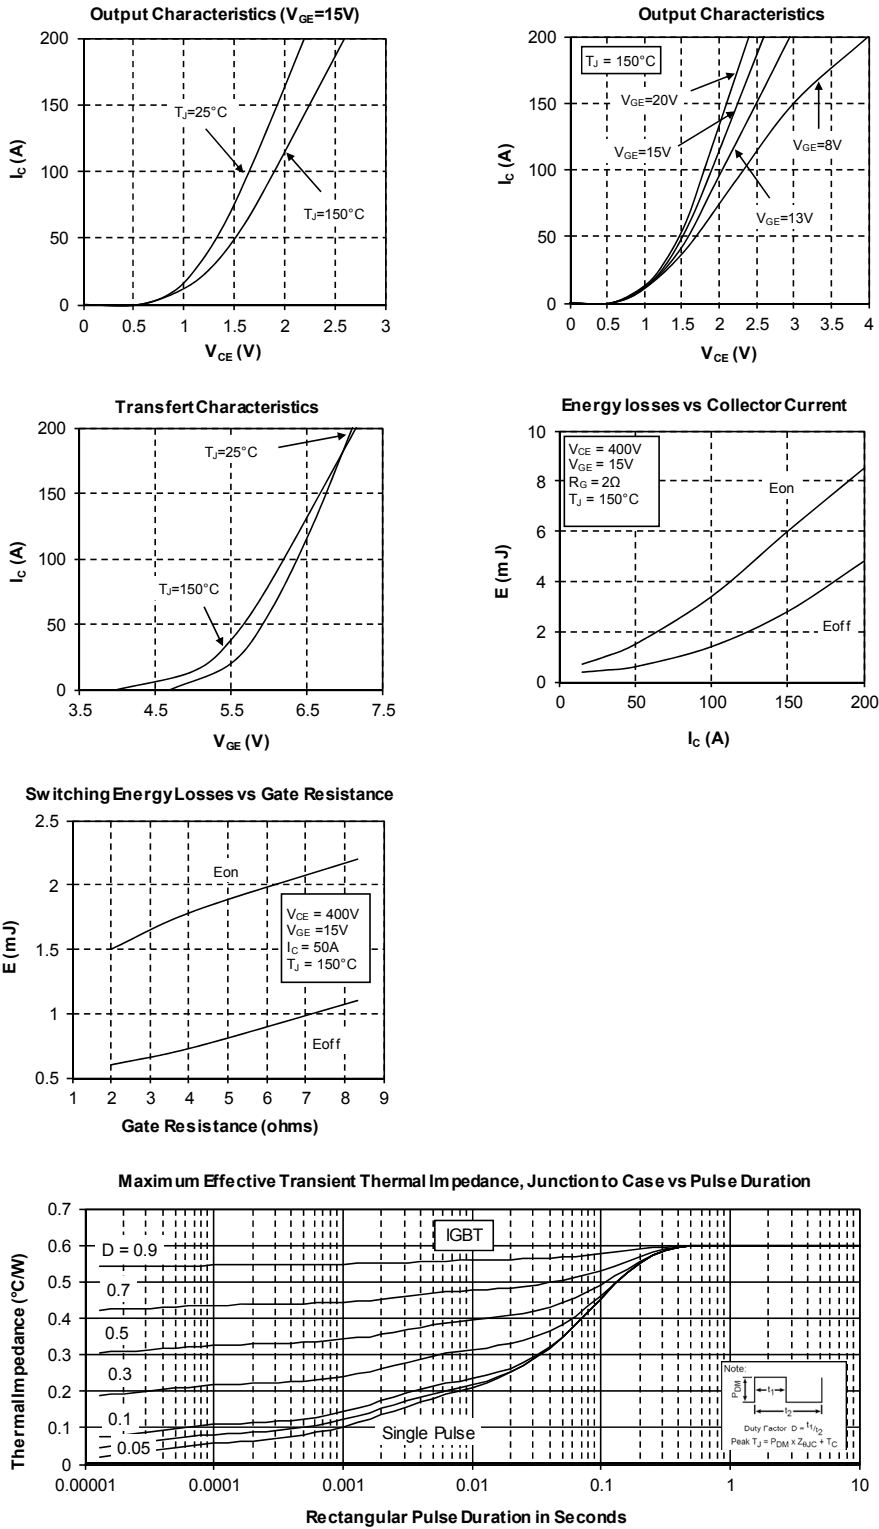 Output Characteristics (VGE=15V)
200
150
100
50
0
0 0.5 1 1.5 2 2.5 3
IC (A)
VCE (V)
TJ=25°C
TJ=150°C
Output Characteristics
200
150
100
50
0
0 0.5 1 1.5 2 2.5 3 3.5 4
IC (A)
VCE (V)
TJ = 150°C
VGE=20V
VGE=15V
VGE=8V
VGE=13V
Transfert Characteristics
200
150
100
50
0
3.5 4.5 5.5 6.5 7.5
IC (A)
VGE (V)
TJ=25°C
TJ=150°C
Energy losses vs Collector Current
10
8
6
4
2
0
0 50 100 150 200
E (mJ)
IC (A)
VCE = 400V
VGE = 15V
RG = 2Ω
TJ = 150°C
Eon
Eoff
Switching Energy Losses vs Gate Resistance
2.5
2
1.5
1
0.5
1 2 3 4 5 6 7 8 9
E (mJ)
Gate Resistance (ohms)
Eon
VCE = 400V
VGE =15V
IC = 50A
TJ = 150°C
Eoff
Maximum Effective Transient Thermal Impedance, Junction to Case vs Pulse Duration
0.7
0.6
0.5
0.4
0.3
0.2
0.1
0
0.00001 0.0001 0.001 0.01 0.1 1 10
Thermal Impedance (°C/W)
Rectangular Pulse Duration in Seconds
IGBT
D = 0.9
0.7
0.5
0.3
0.1
0.05
Single Pulse
Note:
PDM
t1
t2
Duty Factor D = t1/t2
Peak TJ = PDM x ZθJC + TC